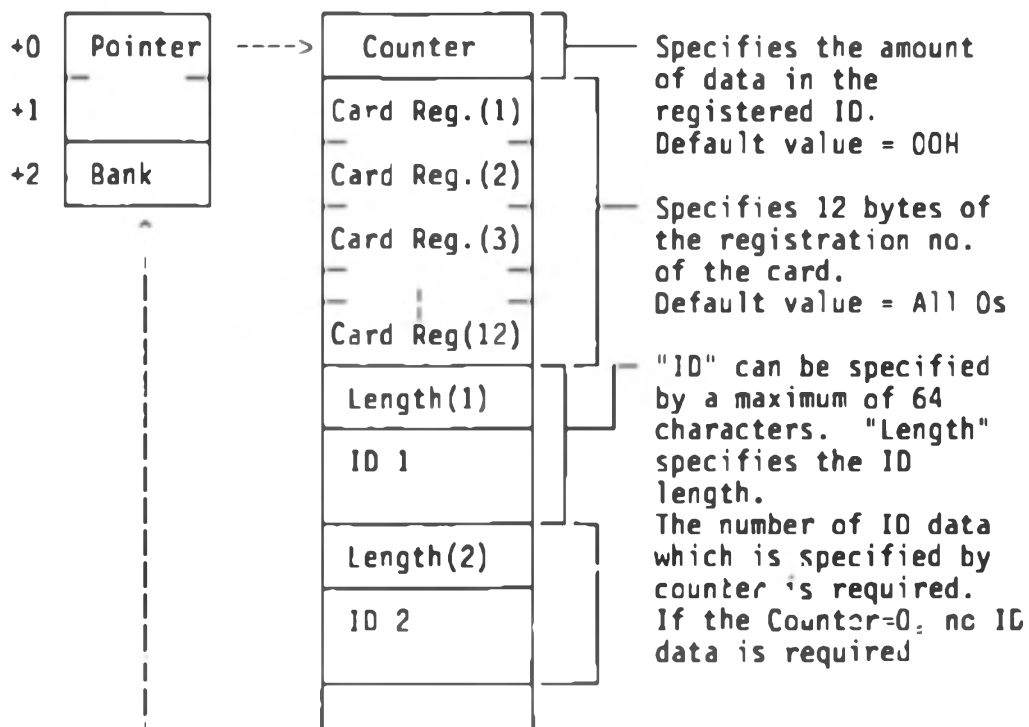 +0 Pointer ----> Counter
+1
+2 Bank
Card Reg.(1)
Card Reg.(2)
Card Reg.(3)
Card Reg(12)
Length(1)
ID 1
Length(2)
ID 2
Specifies the amount
of data in the
registered ID.
Default value = 00H
Specifies 12 bytes of
the registration no.
of the card.
Default value = All 0s
"ID" can be specified
by a maximum of 64
characters. "Length"
specifies the ID
length.
The number of ID data
which is specified by
counter is required.
If the Counter=0, no ID
data is required